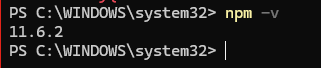 PS C:\WINDOWS\system32> npm -v
11.6.2
PS C:\WINDOWS\system32>